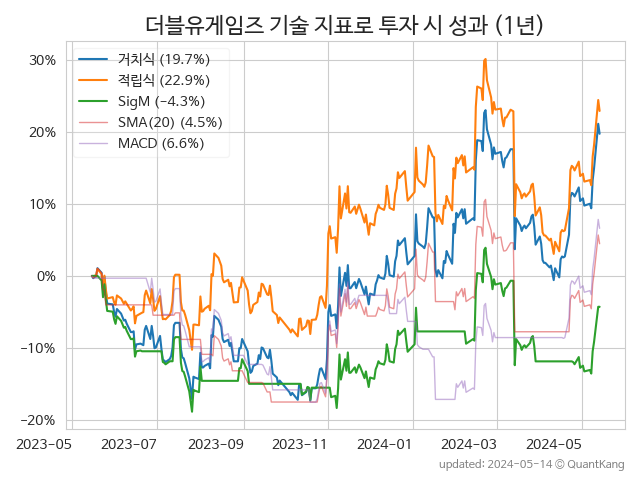 더블유게임즈 기술 지표로 투자 시 성과 (1년)
거치식 (19.7%)
적립식 (22.9%)
SigM (−4.3%)
SMA(20) (4.5%)
MACD (6.6%)
30%
20%
10%
0%
−10%
−20%
2023-05 2023-07 2023-09 2023-11 2024-01 2024-03 2024-05
updated: 2024-05-14 © QuantKang